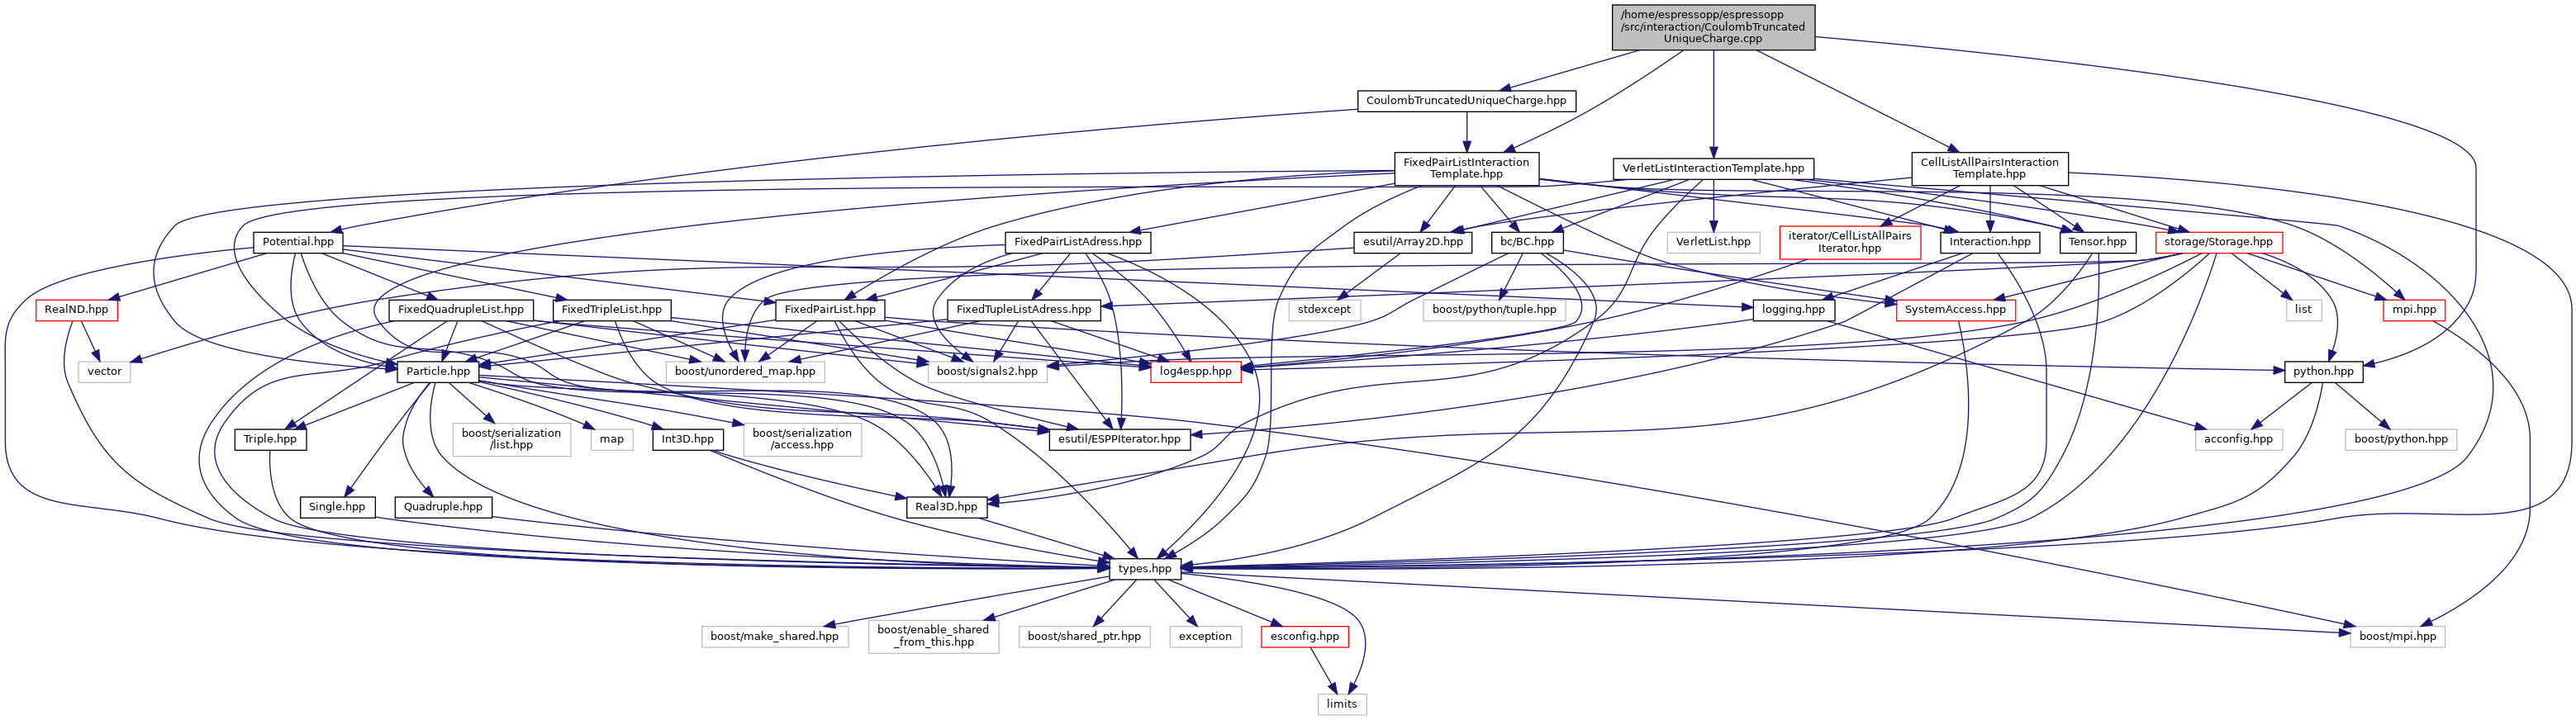 /home/espressopp/espressopp
/src/interaction/CoulombTruncated
UniqueCharge.cpp
CoulombTruncatedUniqueCharge.hpp
FixedPairListInteraction
Template.hpp
VerletListInteractionTemplate.hpp
CellListAllPairsInteraction
Template.hpp
Potential.hpp
FixedPairListAdress.hpp
esutil/Array2D.hpp
bc/BC.hpp
VerletList.hpp
iterator/CellListAllPairs
Iterator.hpp
Interaction.hpp
Tensor.hpp
storage/Storage.hpp
RealND.hpp
FixedQuadrupleList.hpp
FixedTripleList.hpp
FixedPairList.hpp
FixedTupleListAdress.hpp
logging.hpp
stdexcept
boost/python/tuple.hpp
SystemAccess.hpp
list
mpi.hpp
vector
Particle.hpp
boost/unordered_map.hpp
boost/signals2.hpp
log4espp.hpp
python.hpp
Triple.hpp
boost/serialization
/list.hpp
map
Int3D.hpp
boost/serialization
/access.hpp
esutil/ESPPIterator.hpp
acconfig.hpp
boost/python.hpp
Single.hpp
Quadruple.hpp
Real3D.hpp
types.hpp
boost/make_shared.hpp
boost/enable_shared
_from_this.hpp
boost/shared_ptr.hpp
exception
esconfig.hpp
boost/mpi.hpp
limits